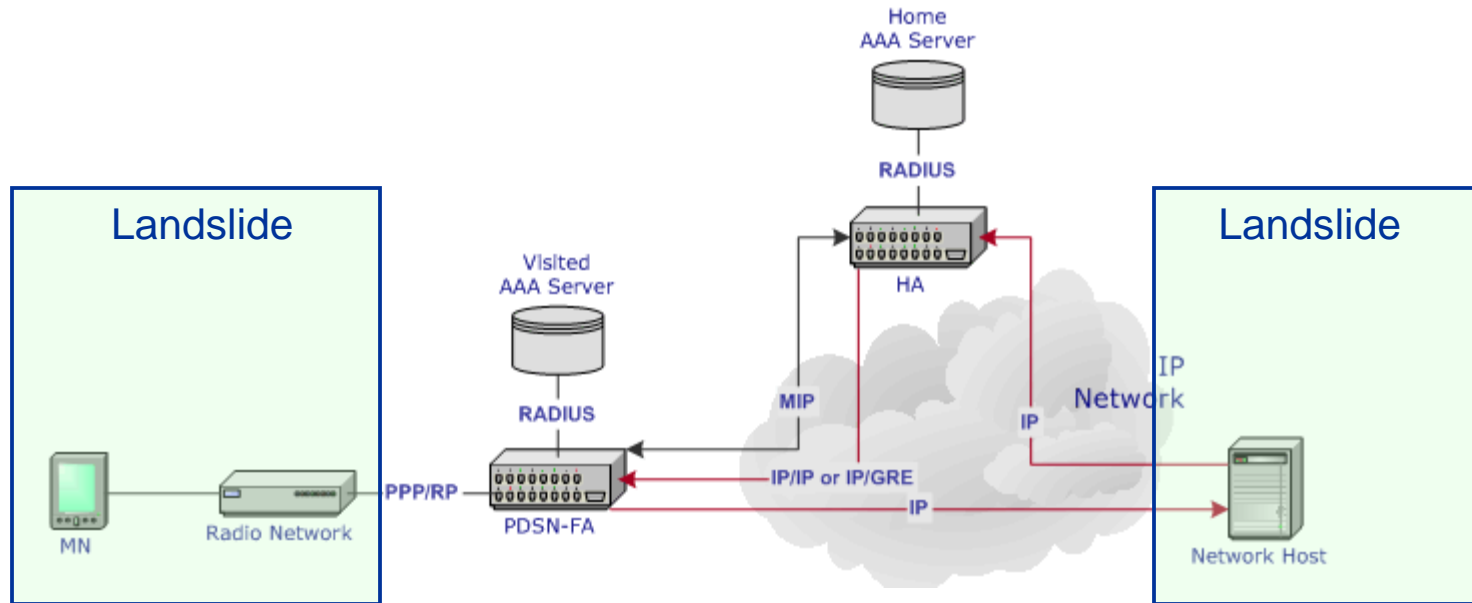 Home
AAA Server
RADIUS
Landslide
Landslide
HA
Visited
AAA Server
IP
Network
MIP
IP
RADIUS
IP/IP or IP/GRE
PPP/RP
IP
PDSN-FA
MN
Radio Network
Network Host